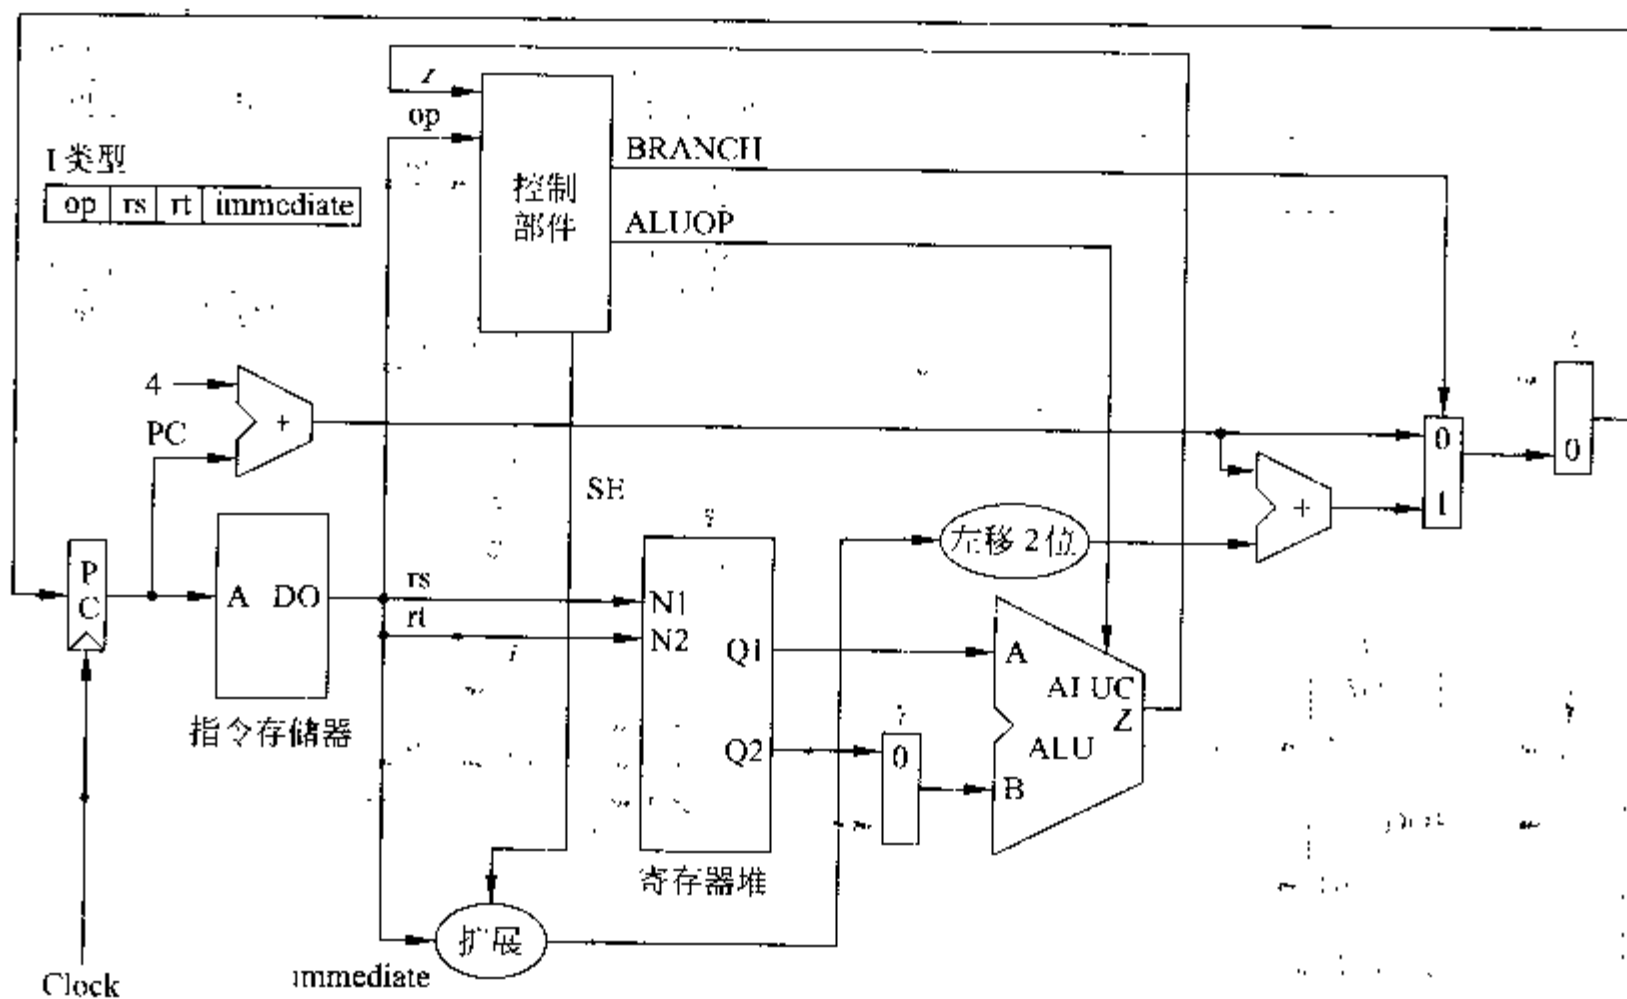 Z
op
I 类型
op rs rt immediate
控制
部件
BRANCH
ALUOP
4
PC
+
SE
0
1
0
+
左移 2 位
P
C
A DO
rs
rt
i
N1
N2
Q1
Q2
A
ALUC
Z
ALU
B
0
指令存储器
寄存器堆
扩展
immediate
Clock